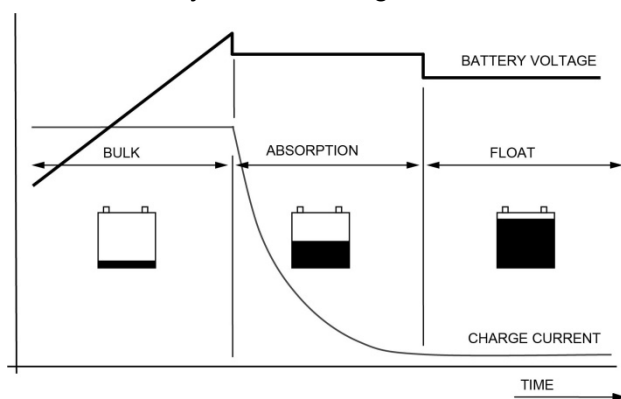 BATTERY VOLTAGE
BULK
ABSORPTION
FLOAT
CHARGE CURRENT
TIME